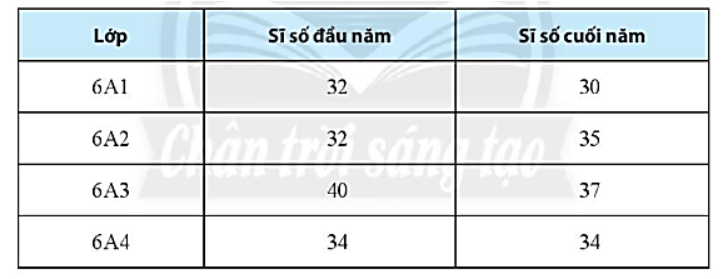 Lớp Sĩ số đầu năm Sĩ số cuối năm
6A1 32 30
6A2 32 35
Chân trời sáng tạo
6A3 40 37
6A4 34 34